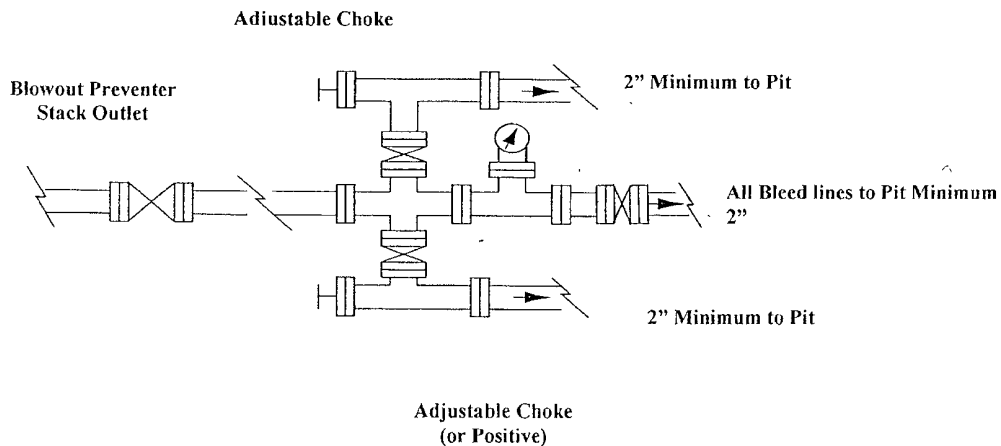 Adiustable Choke
Blowout Preventer
Stack Outlet
2” Minimum to Pit
All Bleed lines to Pit Minimum
2”
2” Minimum to Pit
Adjustable Choke
(or Positive)